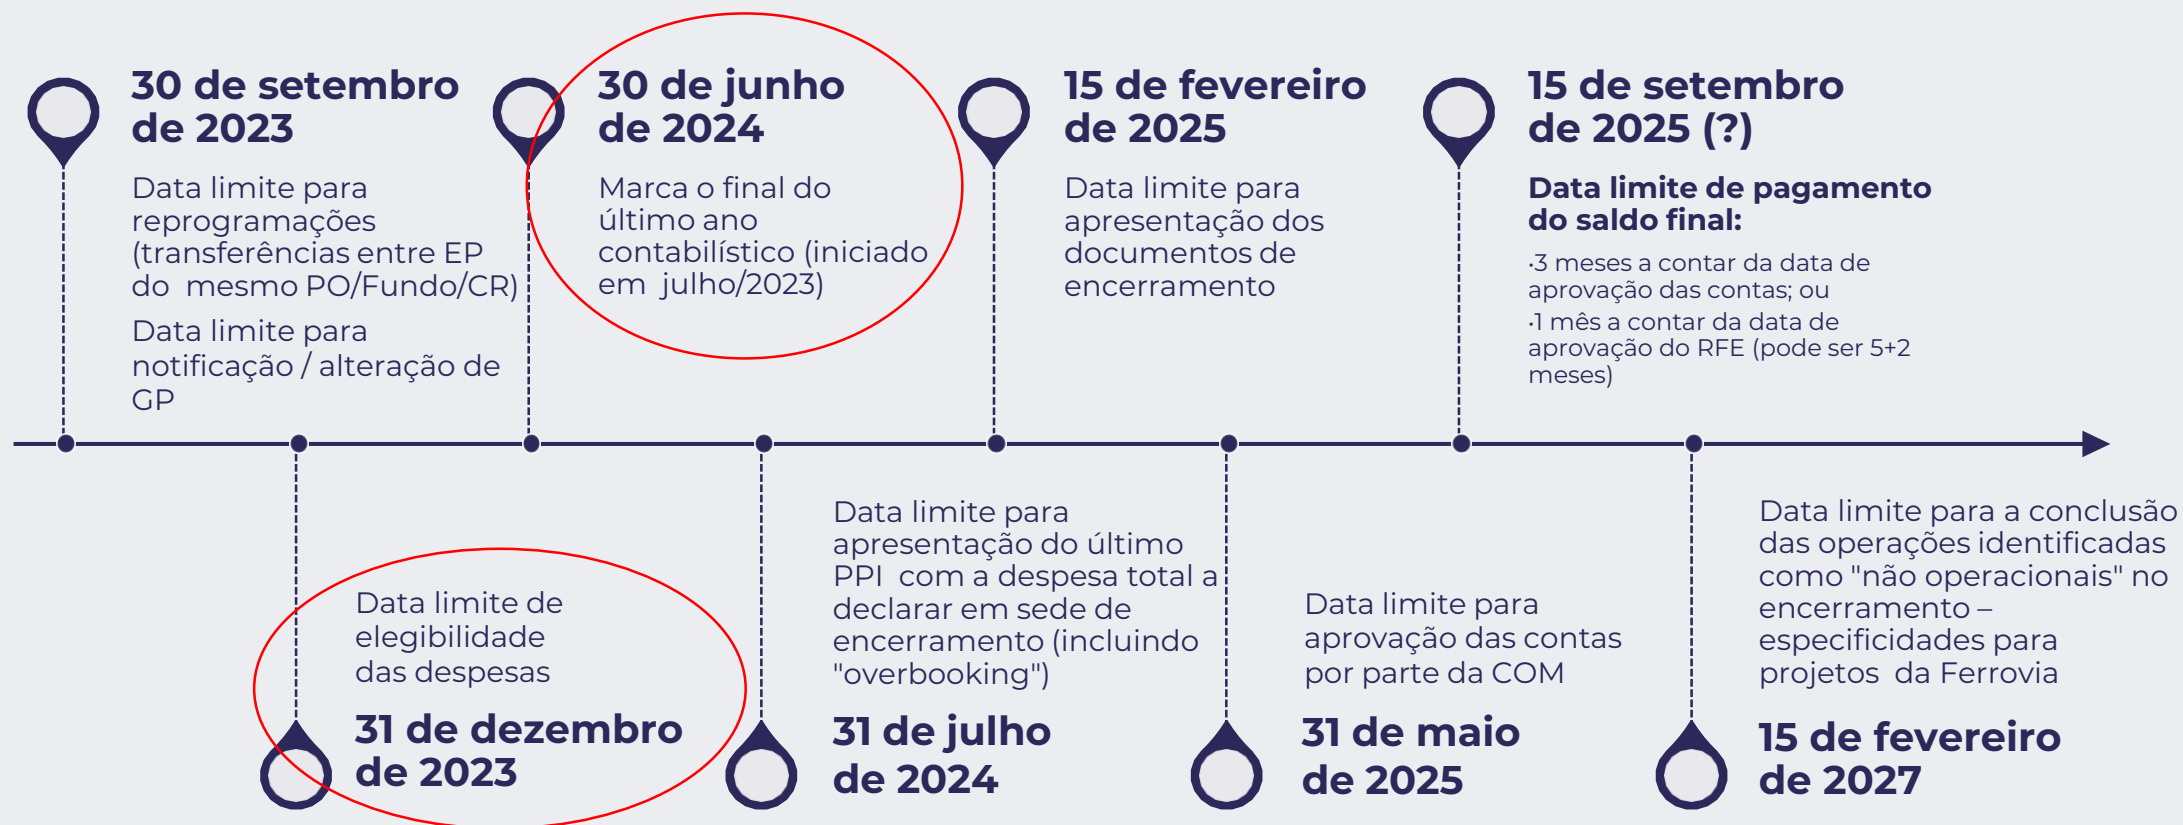 30 de setembro
de 2023
Data limite para
reprogramações
(transferências entre EP
do mesmo PO/Fundo/CR)
Data limite para
notificação / alteração de
GP
30 de junho
de 2024
Marca o final do
último ano
contabilístico (iniciado
em julho/2023)
15 de fevereiro
de 2025
Data limite para
apresentação dos
documentos de
encerramento
15 de setembro
de 2025 (?)
Data limite de pagamento
do saldo final:
•3 meses a contar da data de
aprovação das contas; ou
•1 mês a contar da data de
aprovação do RFE (pode ser 5+2
meses)
Data limite de
elegibilidade
das despesas
31 de dezembro
de 2023
Data limite para
apresentação do último
PPI com a despesa total a
declarar em sede de
encerramento (incluindo
"overbooking")
31 de julho
de 2024
Data limite para
aprovação das contas
por parte da COM
31 de maio
de 2025
Data limite para a conclusão
das operações identificadas
como "não operacionais" no
encerramento –
especificidades para
projetos da Ferrovia
15 de fevereiro
de 2027